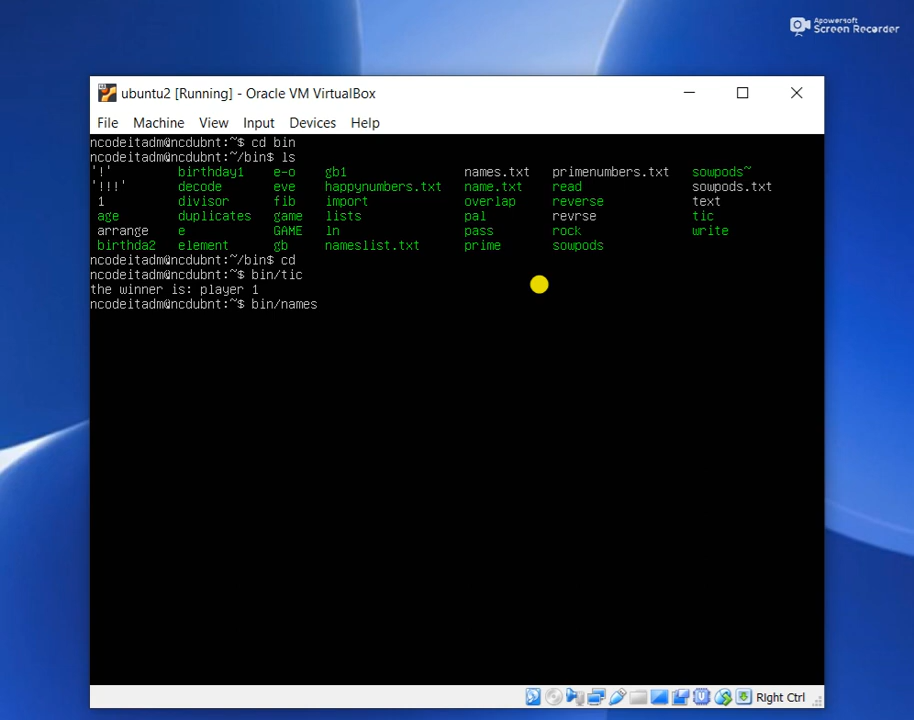 Apowersoft
Screen Recorder
ubuntu2 [Running] - Oracle VM VirtualBox
File Machine View Input Devices Help
ncodeitadm@ncdubnt:~$ cd bin
ncodeitadm@ncdubnt:~/bin$ ls
'!' birthday1 e-o gb1 names.txt primenumbers.txt sowpods~
'!!!' decode eve happynumbers.txt name.txt read sowpods.txt
1 divisor fib import overlap reverse text
age duplicates game lists pal revrse tic
arrange e GAME ln pass rock write
birthda2 element gb nameslist.txt prime sowpods
ncodeitadm@ncdubnt:~/bin$ cd
ncodeitadm@ncdubnt:~$ bin/tic
the winner is: player 1
ncodeitadm@ncdubnt:~$ bin/names
Right Ctrl